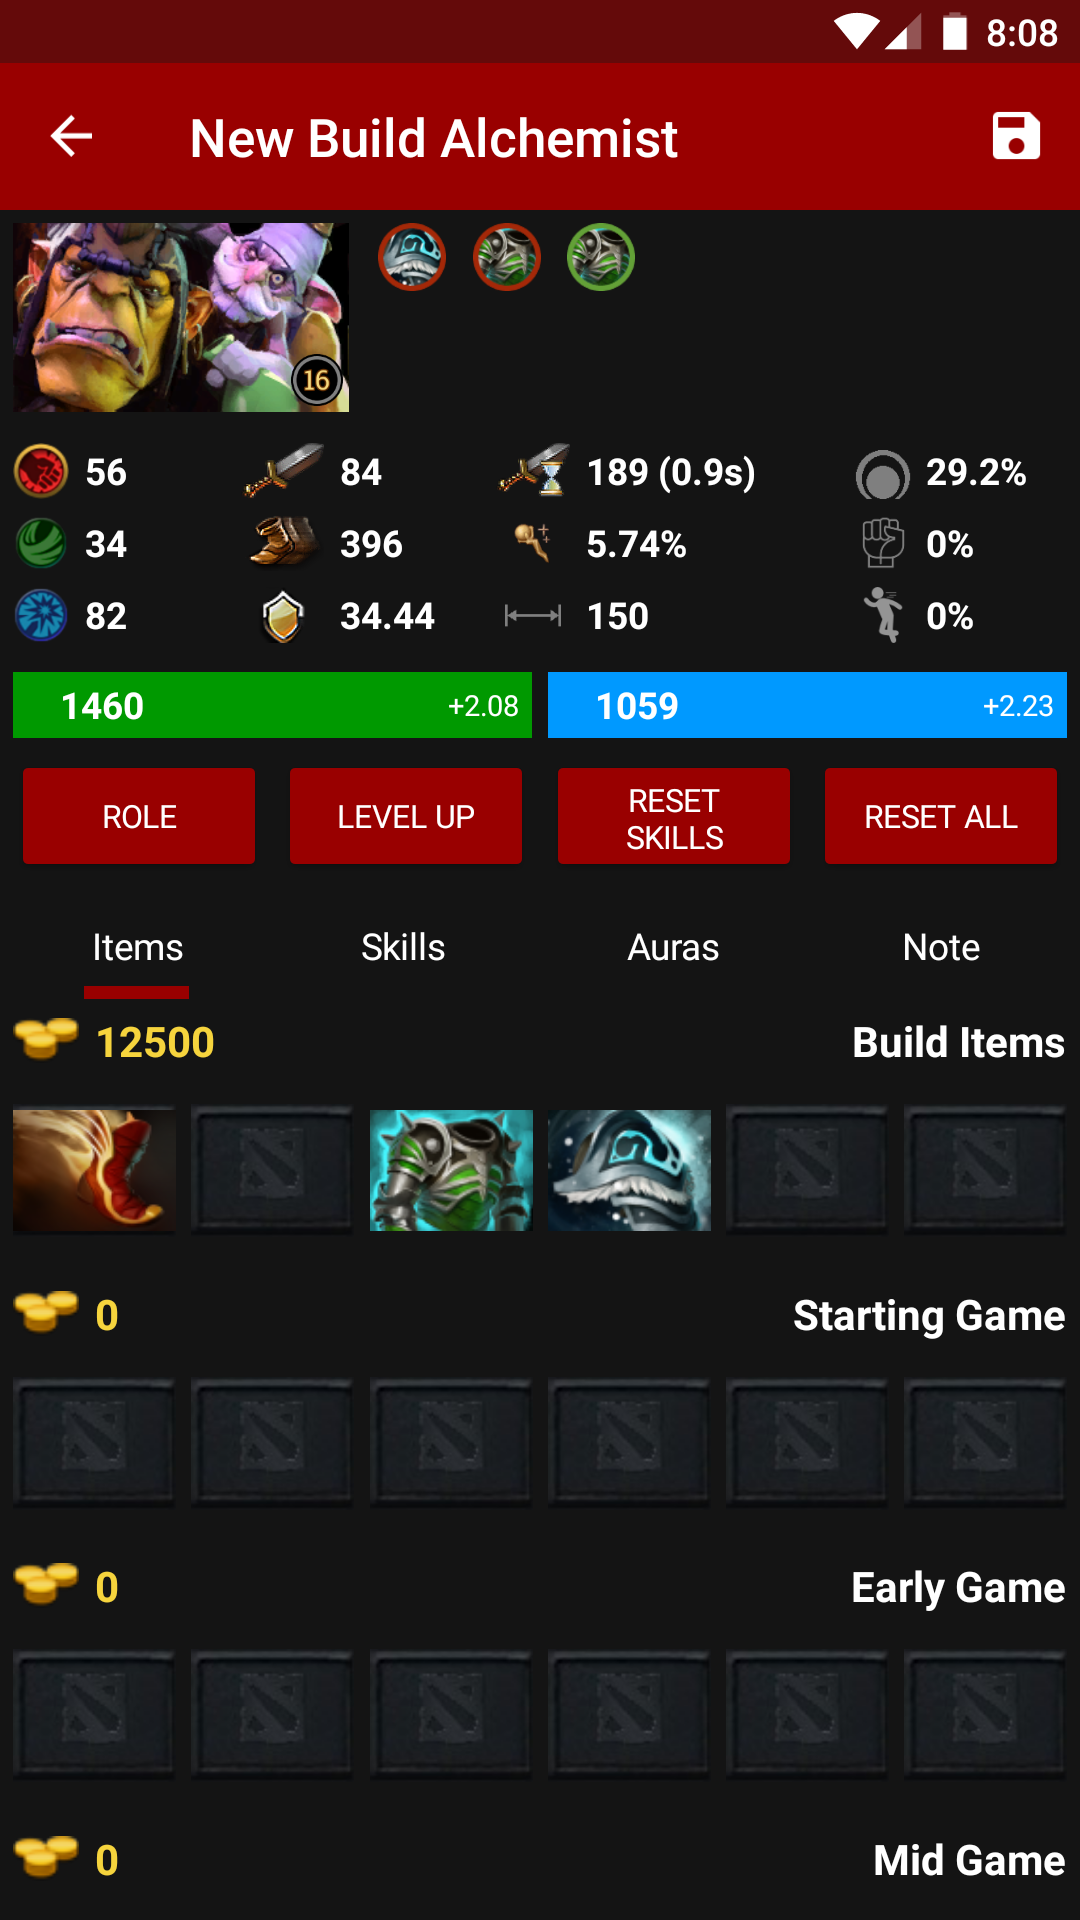 8:08
New Build Alchemist
16
56 84 189 (0.9s) 29.2%
34 396 5.74% 0%
82 34.44 150 0%
1460 +2.08 1059 +2.23
ROLE LEVEL UP RESET SKILLS RESET ALL
Items Skills Auras Note
12500 Build Items
0 Starting Game
0 Early Game
0 Mid Game